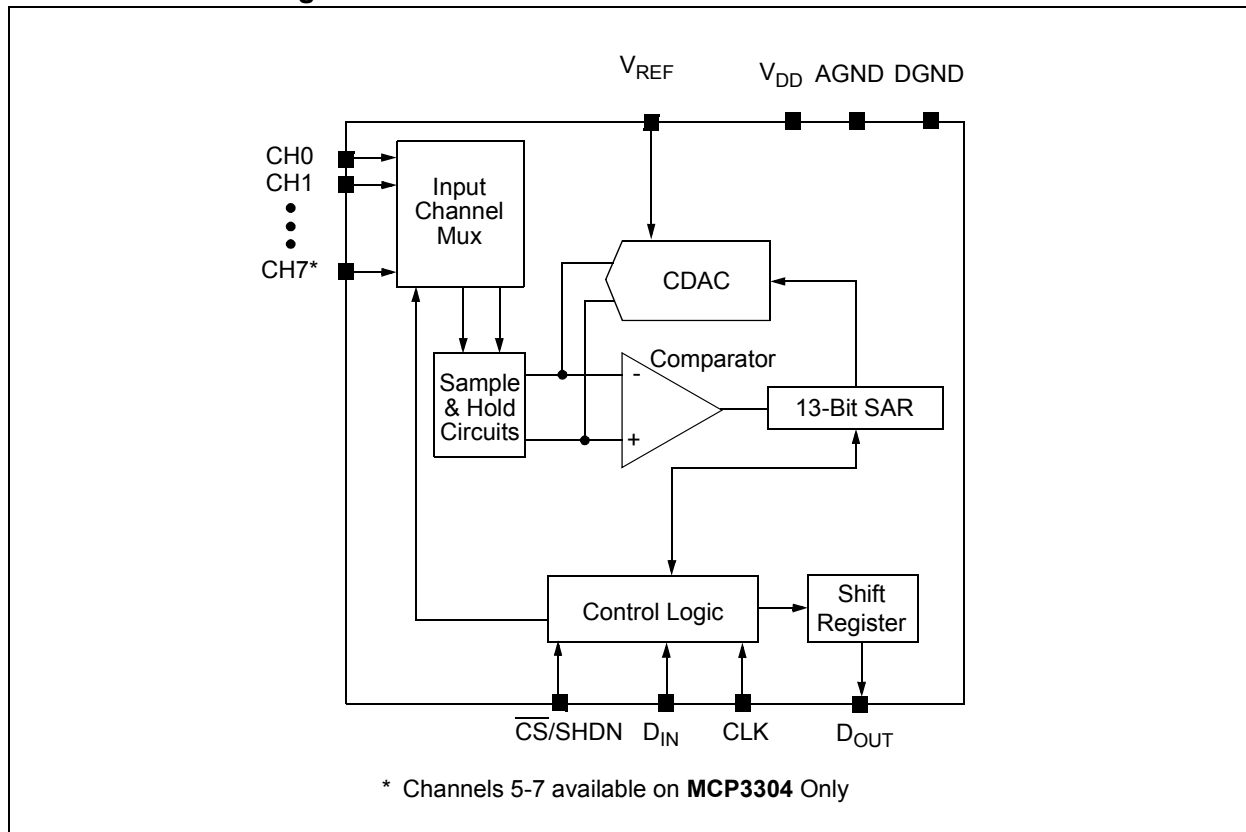 g
V_REF
V_DD AGND DGND
CH0
CH1
CH7*
Input
Channel
Mux
CDAC
Comparator
Sample
& Hold
Circuits
-
+
13-Bit SAR
Control Logic
Shift
Register
C̅S̅/SHDN D_IN CLK D_OUT
* Channels 5-7 available on MCP3304 Only